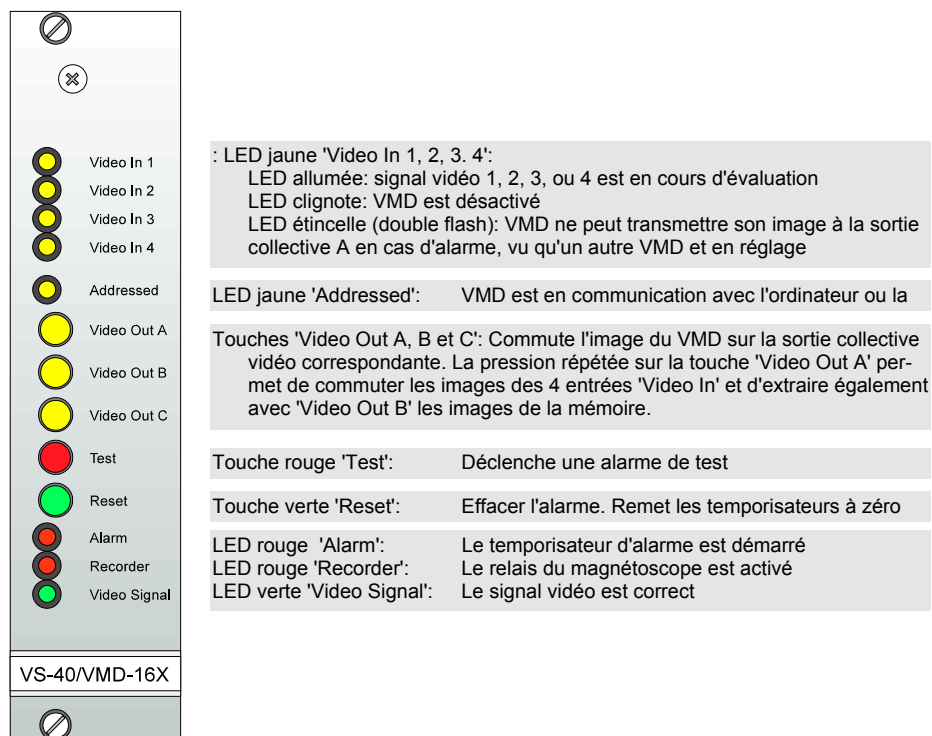 Video In 1
Video In 2
Video In 3
Video In 4
Addressed
Video Out A
Video Out B
Video Out C
Test
Reset
Alarm
Recorder
Video Signal
VS-40/VMD-16X
: LED jaune 'Video In 1, 2, 3. 4':
LED allumée: signal vidéo 1, 2, 3, ou 4 est en cours d'évaluation
LED clignote: VMD est désactivé
LED étincelle (double flash): VMD ne peut transmettre son image à la sortie
collective A en cas d'alarme, vu qu'un autre VMD et en réglage
LED jaune 'Addressed': VMD est en communication avec l'ordinateur ou la
Touches 'Video Out A, B et C': Commute l'image du VMD sur la sortie collective
vidéo correspondante. La pression répétée sur la touche 'Video Out A' per-
met de commuter les images des 4 entrées 'Video In' et d'extraire également
avec 'Video Out B' les images de la mémoire.
Touche rouge 'Test': Déclenche une alarme de test
Touche verte 'Reset': Effacer l'alarme. Remet les temporisateurs à zéro
LED rouge 'Alarm': Le temporisateur d'alarme est démarré
LED rouge 'Recorder': Le relais du magnétoscope est activé
LED verte 'Video Signal': Le signal vidéo est correct